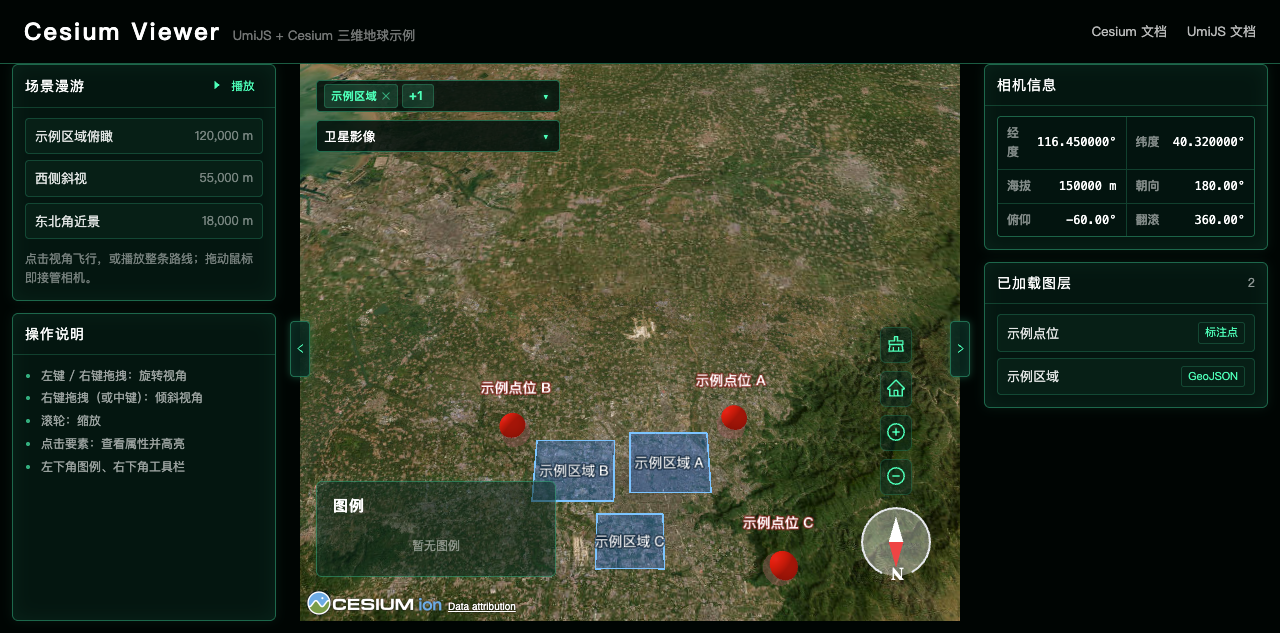 Cesium Viewer UmiJS + Cesium 三维地球示例
Cesium 文档 UmiJS 文档
场景漫游 播放
示例区域俯瞰 120,000 m
西侧斜视 55,000 m
东北角近景 18,000 m
点击视角飞行，或播放整条路线；拖动鼠标
即接管相机。
操作说明
左键 / 右键拖拽：旋转视角
右键拖拽（或中键）：倾斜视角
滚轮：缩放
点击要素：查看属性并高亮
左下角图例、右下角工具栏
示例区域 × +1
卫星影像
示例点位 B
示例点位 A
示例区域 B
示例区域 A
示例点位 C
示例区域 C
图例
暂无图例
N
CESIUM ion Data attribution
相机信息
经度 116.450000° 纬度 40.320000°
海拔 150000 m 朝向 180.00°
俯仰 -60.00° 翻滚 360.00°
已加载图层 2
示例点位 标注点
示例区域 GeoJSON